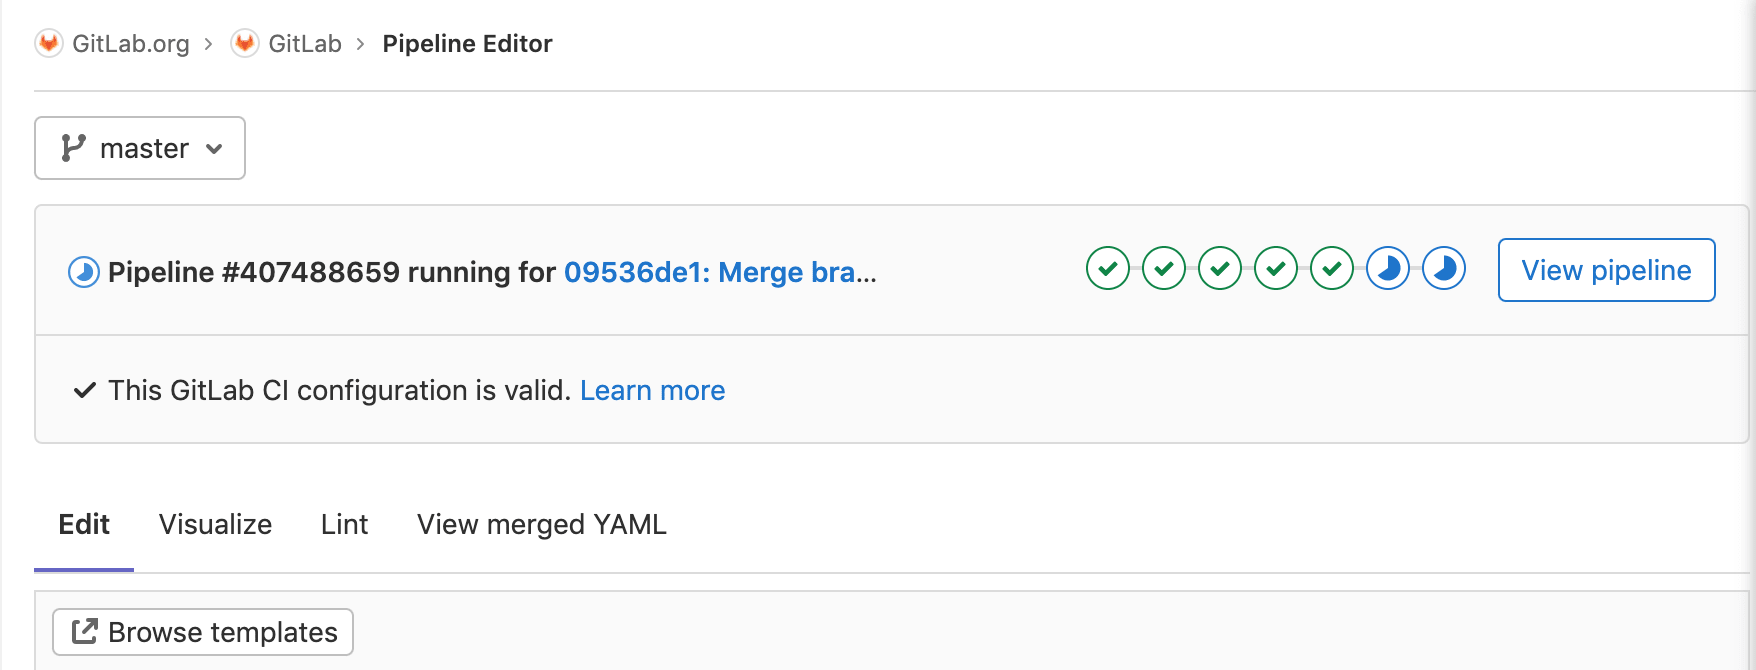 GitLab.org > GitLab > Pipeline Editor
master
Pipeline #407488659 running for 09536de1: Merge bra...
View pipeline
This GitLab CI configuration is valid. Learn more
Edit Visualize Lint View merged YAML
Browse templates